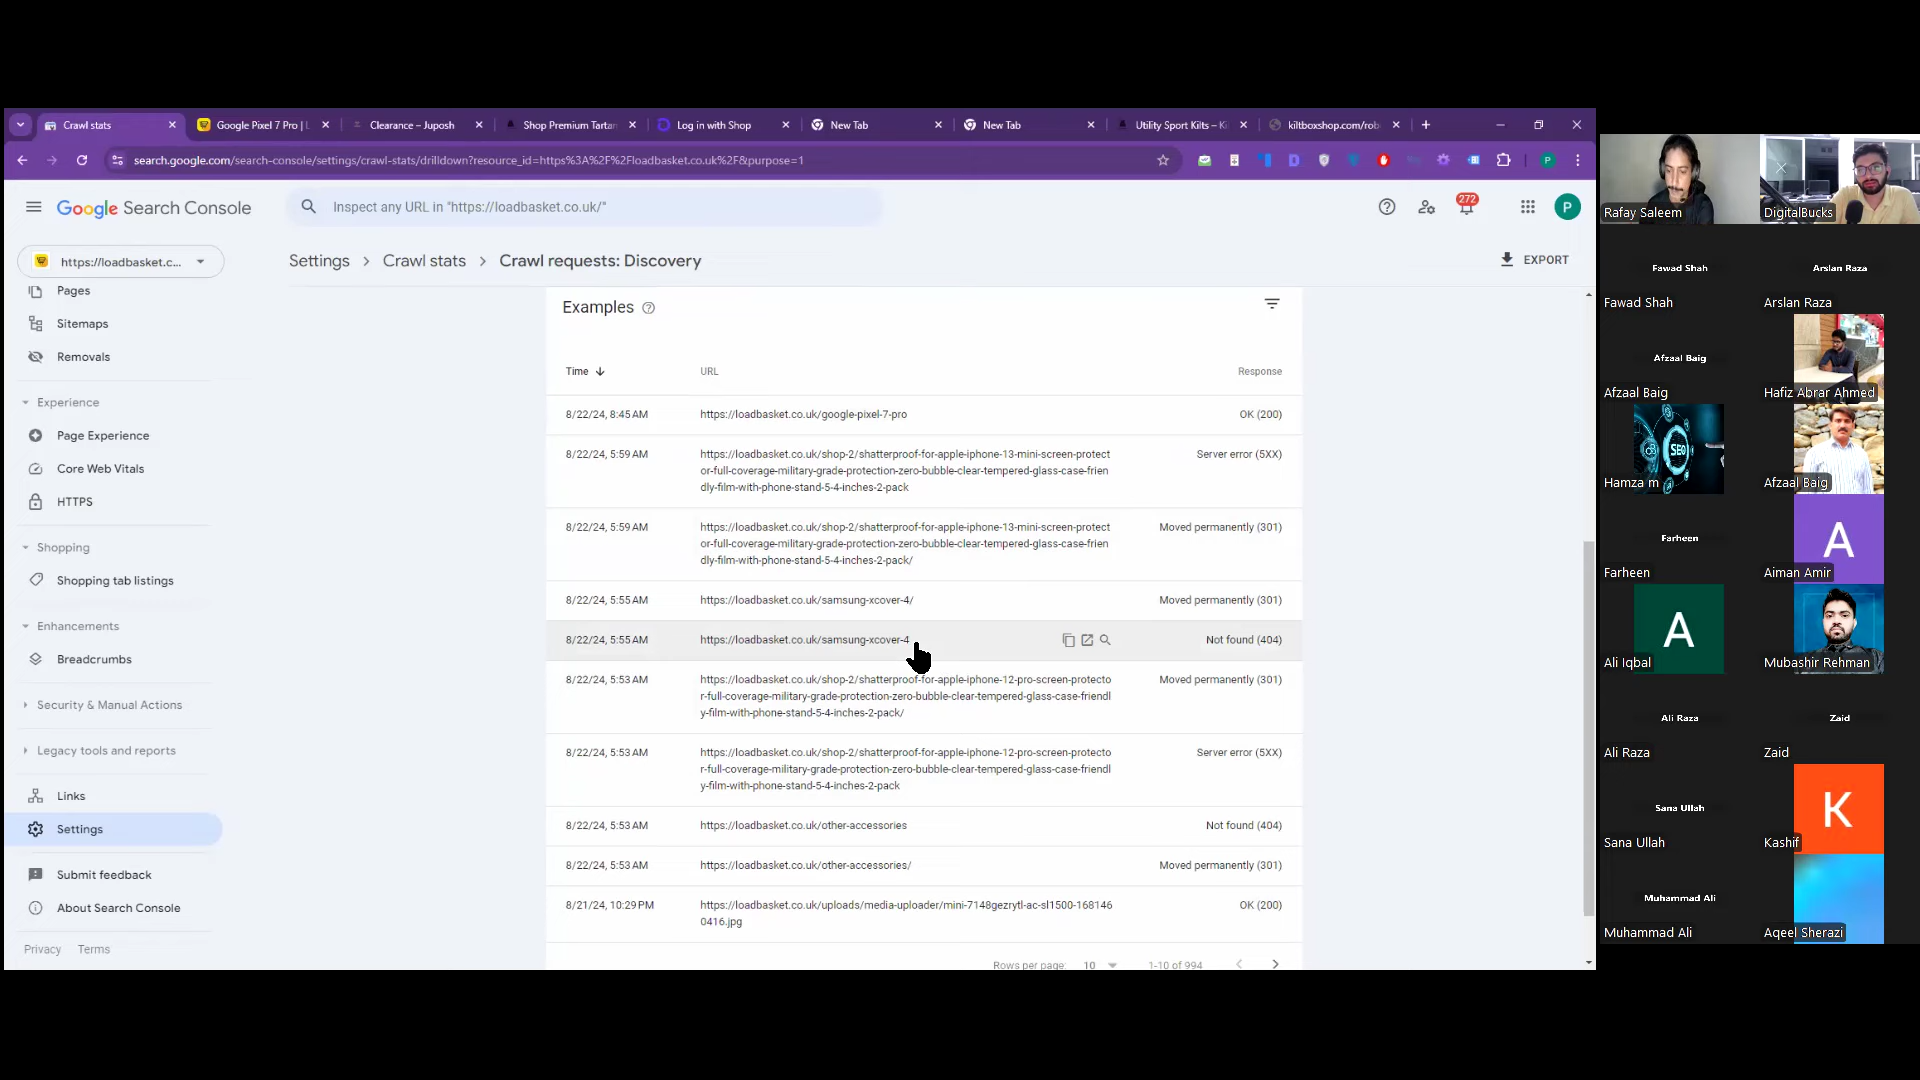 Crawl stats
Google Pixel 7 Pro | L
Clearance – Juposh
Shop Premium Tartan
Log in with Shop
New Tab
New Tab
Utility Sport Kilts – Ki
kiltboxshop.com/rob
search.google.com/search-console/settings/crawl-stats/drilldown?resource_id=https%3A%2F%2Floadbasket.co.uk%2F&purpose=1
P
Google Search Console
Inspect any URL in "https://loadbasket.co.uk/"
272
P
https://loadbasket.c...
Settings
Crawl stats
Crawl requests: Discovery
EXPORT
Pages
Sitemaps
Removals
Experience
Page Experience
Core Web Vitals
HTTPS
Shopping
Shopping tab listings
Enhancements
Breadcrumbs
Security & Manual Actions
Legacy tools and reports
Links
Settings
Submit feedback
About Search Console
Privacy Terms
Examples
Time URL Response
8/22/24, 8:45 AM https://loadbasket.co.uk/google-pixel-7-pro OK (200)
8/22/24, 5:59 AM https://loadbasket.co.uk/shop-2/shatterproof-for-apple-iphone-13-mini-screen-protect Server error (5XX)
or-full-coverage-military-grade-protection-zero-bubble-clear-tempered-glass-case-frien
dly-film-with-phone-stand-5-4-inches-2-pack
8/22/24, 5:59 AM https://loadbasket.co.uk/shop-2/shatterproof-for-apple-iphone-13-mini-screen-protect Moved permanently (301)
or-full-coverage-military-grade-protection-zero-bubble-clear-tempered-glass-case-frien
dly-film-with-phone-stand-5-4-inches-2-pack/
8/22/24, 5:55 AM https://loadbasket.co.uk/samsung-xcover-4/ Moved permanently (301)
8/22/24, 5:55 AM https://loadbasket.co.uk/samsung-xcover-4 Not found (404)
8/22/24, 5:53 AM https://loadbasket.co.uk/shop-2/shatterproof-for-apple-iphone-12-pro-screen-protecto Moved permanently (301)
r-full-coverage-military-grade-protection-zero-bubble-clear-tempered-glass-case-friendl
y-film-with-phone-stand-5-4-inches-2-pack/
8/22/24, 5:53 AM https://loadbasket.co.uk/shop-2/shatterproof-for-apple-iphone-12-pro-screen-protecto Server error (5XX)
r-full-coverage-military-grade-protection-zero-bubble-clear-tempered-glass-case-friendl
y-film-with-phone-stand-5-4-inches-2-pack
8/22/24, 5:53 AM https://loadbasket.co.uk/other-accessories Not found (404)
8/22/24, 5:53 AM https://loadbasket.co.uk/other-accessories/ Moved permanently (301)
8/21/24, 10:29 PM https://loadbasket.co.uk/uploads/media-uploader/mini-7148gezrytl-ac-sl1500-168146 OK (200)
0416.jpg
Rows per page: 10 1-10 of 994
Rafay Saleem
DigitalBucks
Fawad Shah
Fawad Shah
Arslan Raza
Arslan Raza
Afzaal Baig
Afzaal Baig
Hafiz Abrar Ahmed
SEO
Hamza m
Afzaal Baig
Farheen
Farheen
A
Aiman Amir
A
Ali Iqbal
Mubashir Rehman
Ali Raza
Ali Raza
Zaid
Zaid
Sana Ullah
Sana Ullah
K
Kashif
Muhammad Ali
Muhammad Ali
Aqeel Sherazi